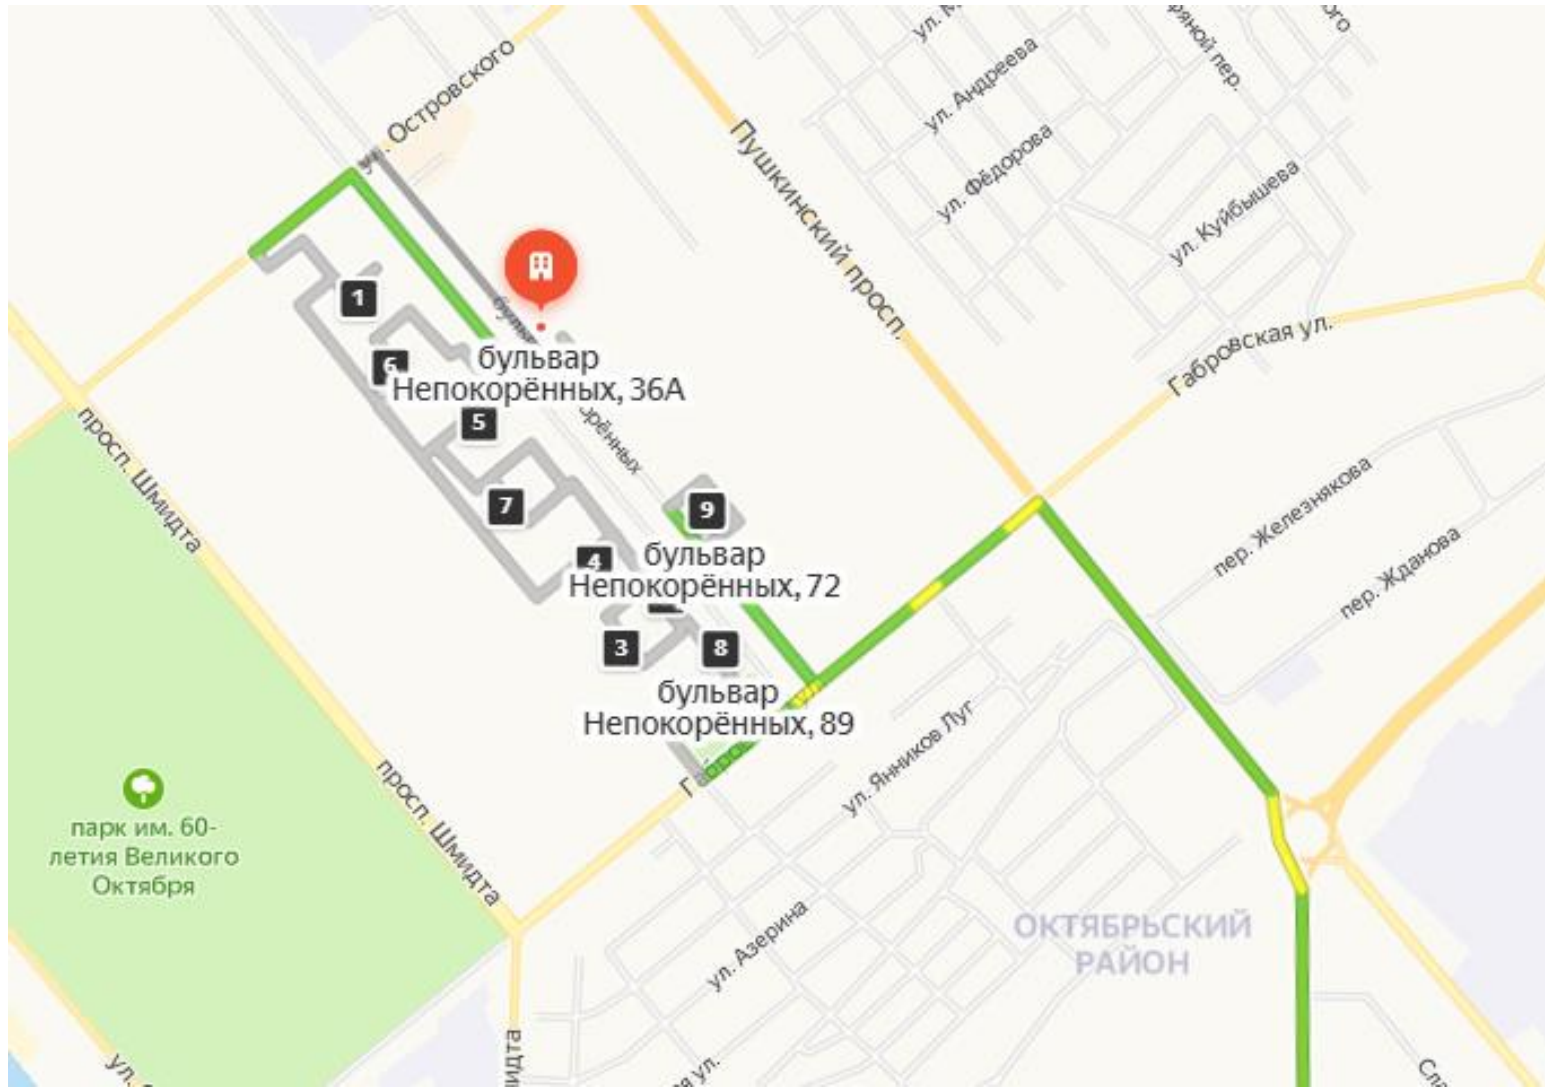 ул. Островского
ул. Андреева
ул. Фёдорова
ул. Куйбышева
Пушкинский просп.
Габровская ул.
1
6
бульвар
Непокорённых, 36А
5
7
9
4
бульвар
Непокорённых, 72
3
8
бульвар
Непокорённых, 89
просп. Шмидта
пер. Железнякова
пер. Жданова
ул. Янников Луг
просп. Шмидта
парк им. 60-
летия Великого
Октября
ул. Азерина
ОКТЯБРЬСКИЙ
РАЙОН